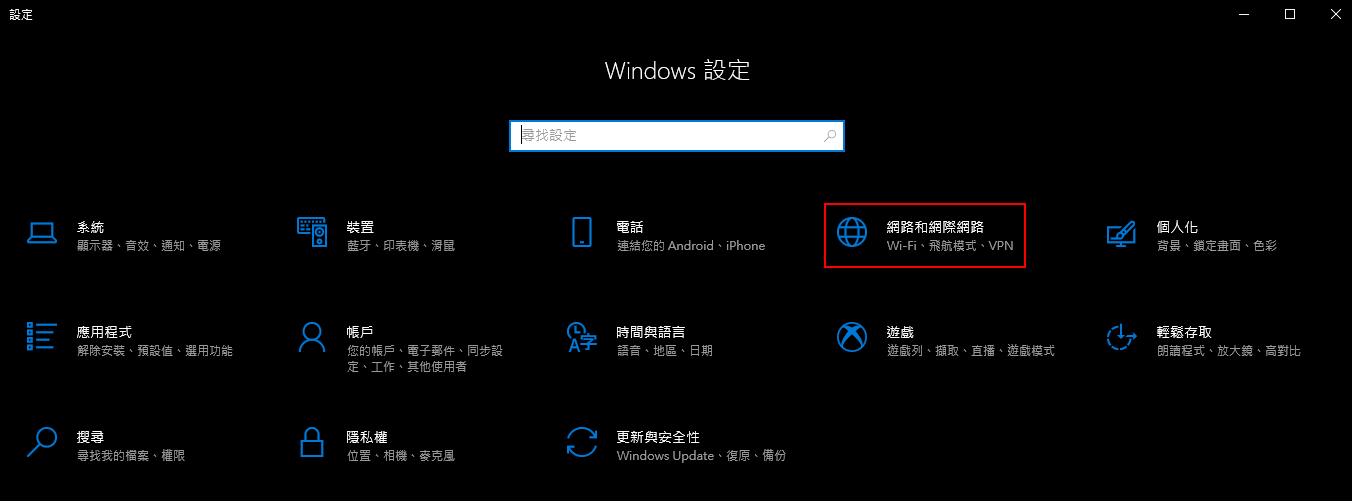 設定
Windows 設定
尋找設定
系統
顯示器、音效、通知、電源
裝置
藍牙、印表機、滑鼠
電話
連結您的 Android、iPhone
網路和網際網路
Wi-Fi、飛航模式、VPN
個人化
背景、鎖定畫面、色彩
應用程式
解除安裝、預設值、選用功能
帳戶
您的帳戶、電子郵件、同步設
定、工作、其他使用者
時間與語言
語音、地區、日期
遊戲
遊戲列、擷取、直播、遊戲模式
輕鬆存取
朗讀程式、放大鏡、高對比
搜尋
尋找我的檔案、權限
隱私權
位置、相機、麥克風
更新與安全性
Windows Update、復原、備份